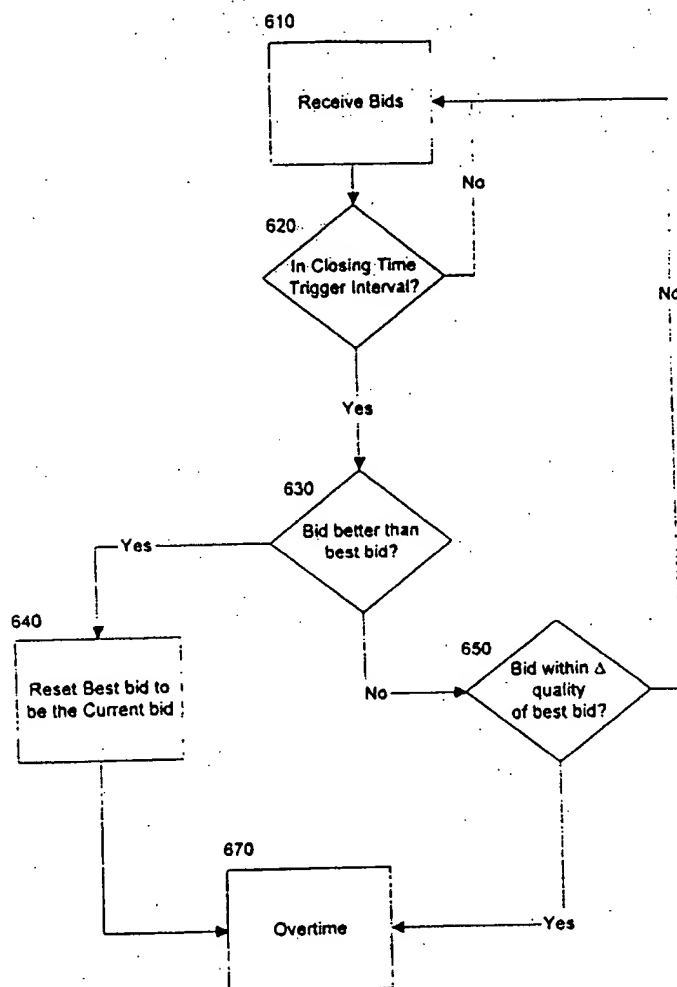 610
Receive Bids
No
620
In Closing Time
Trigger Interval?
No
Yes
630
Bid better than
best bid?
Yes
640
650
Reset Best bid to
be the Current bid
Bid within Δ
quality
of best bid?
No
670
Overtime
Yes